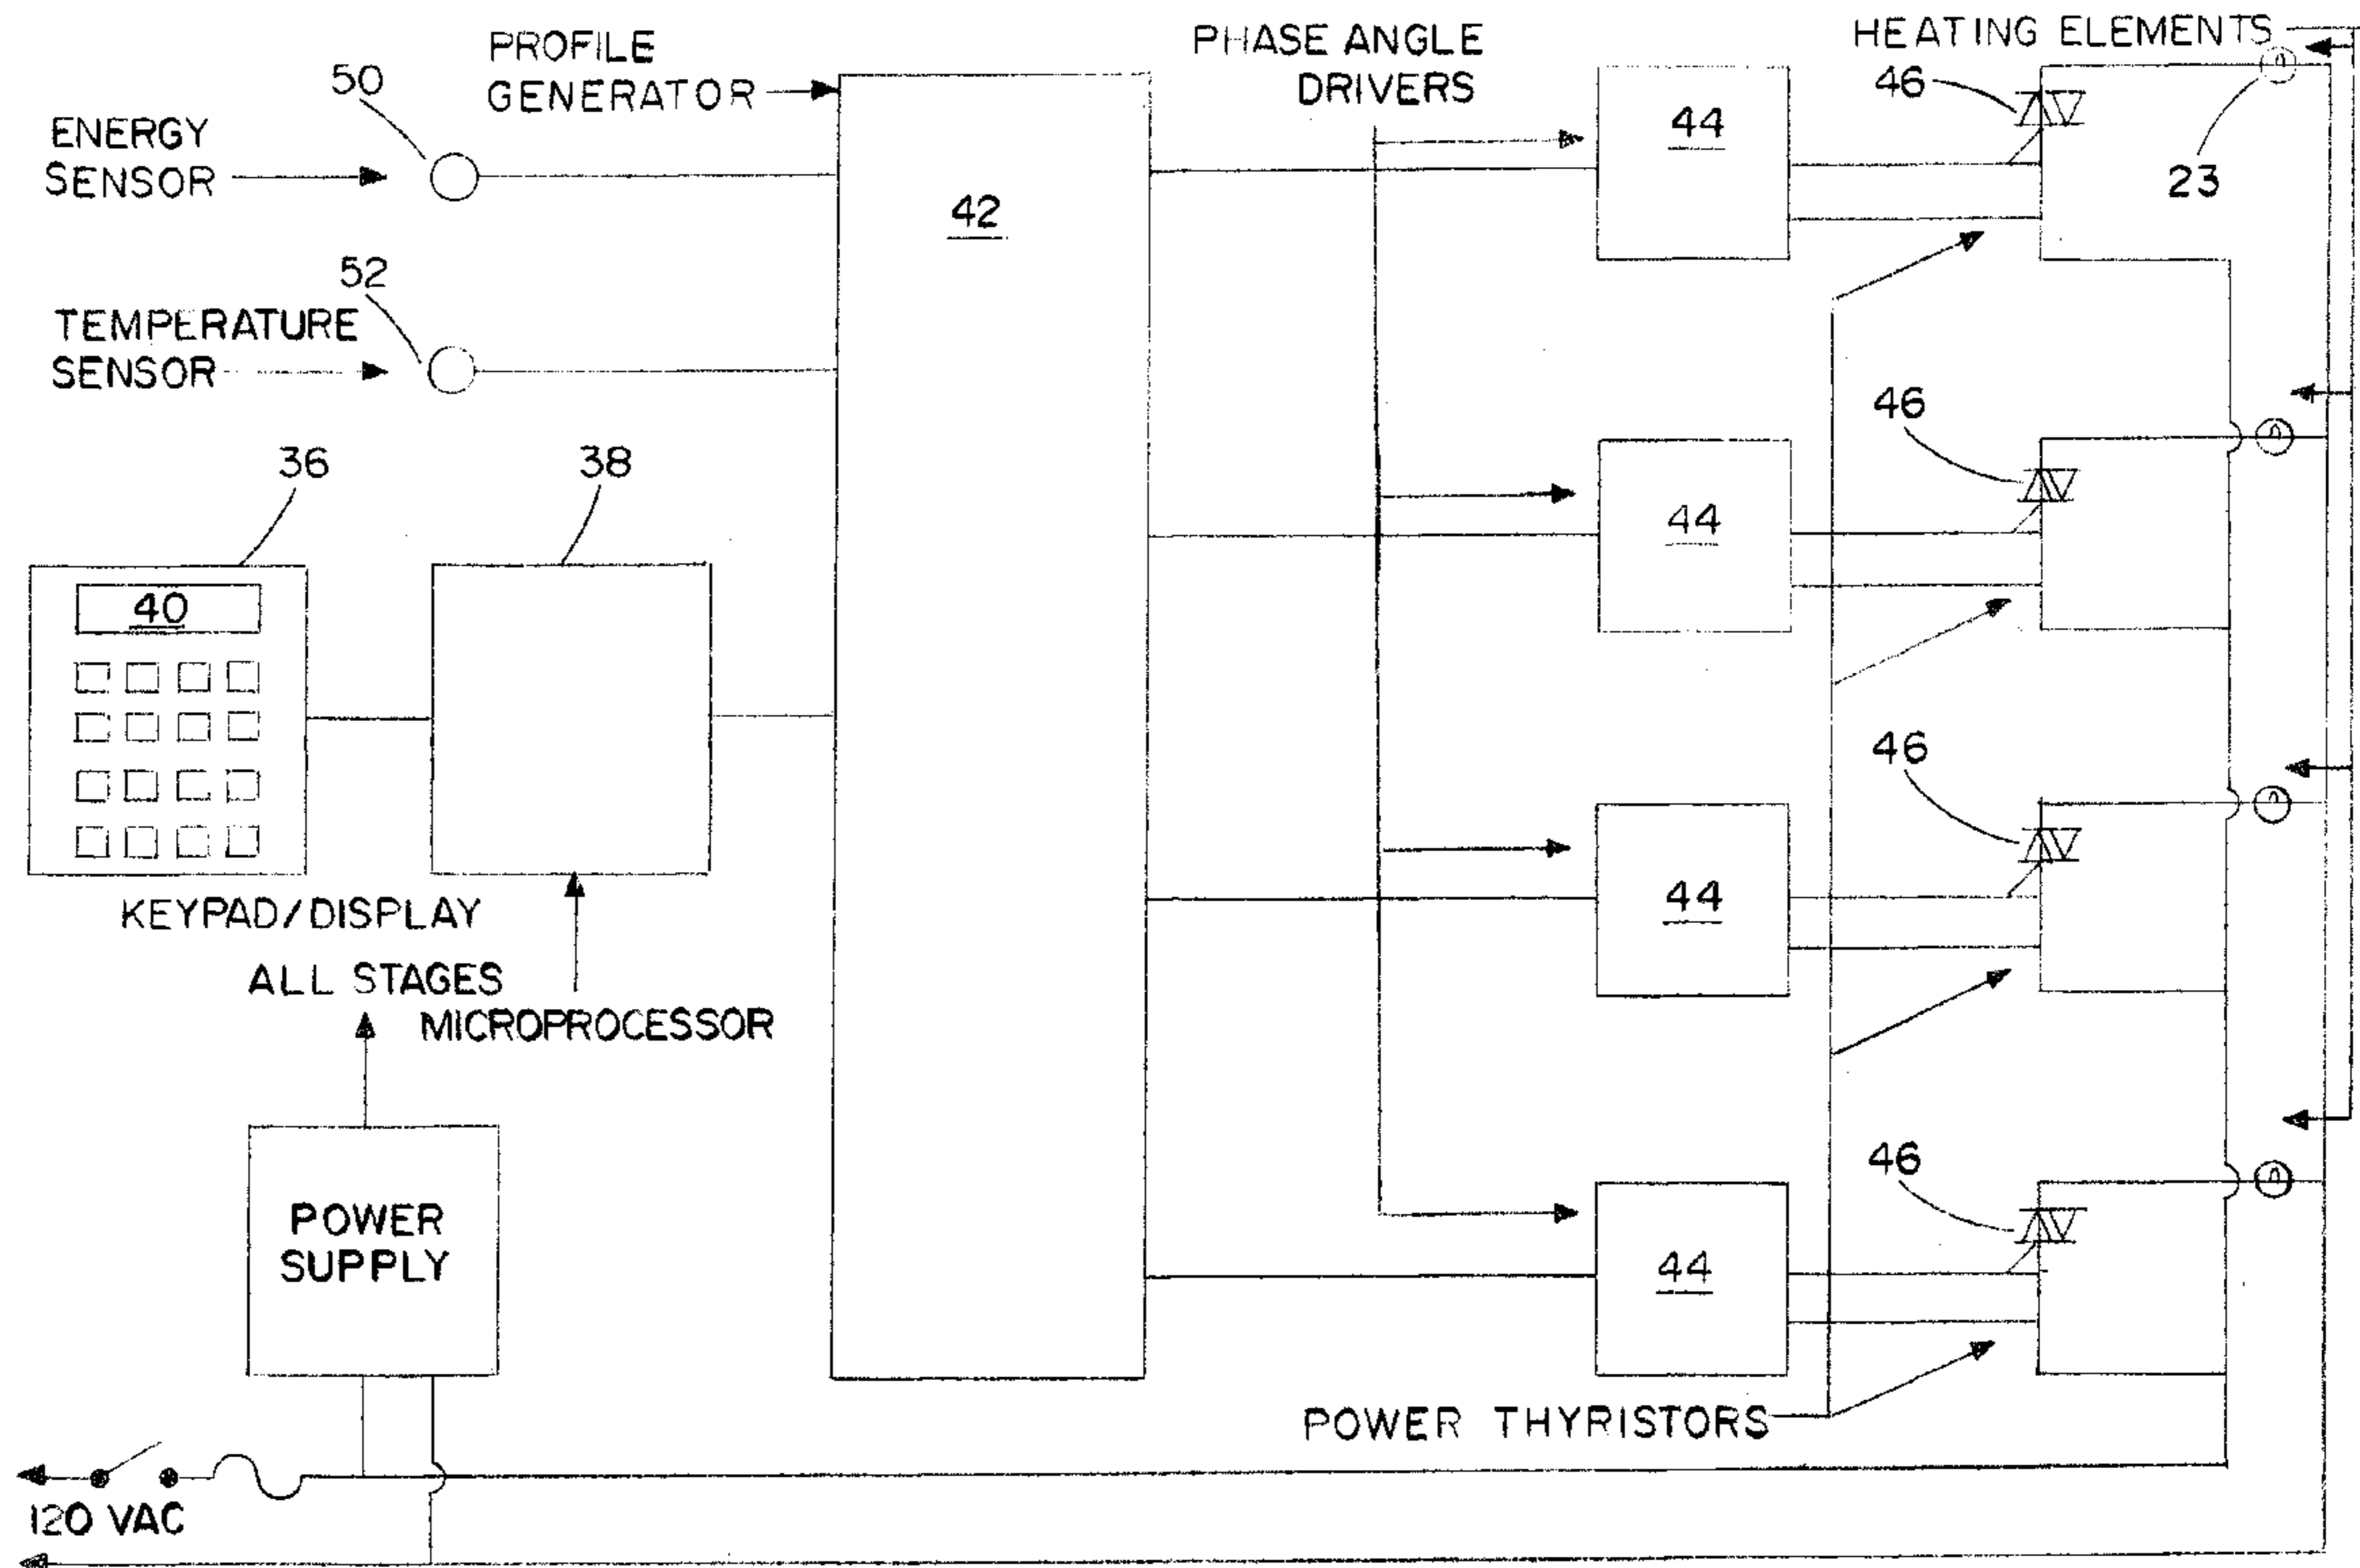 PROFILE
GENERATOR
PHASE ANGLE
DRIVERS
HEATING ELEMENTS
50
ENERGY
SENSOR
42
44
46
23
52
TEMPERATURE
SENSOR
46
36
38
44
40
46
44
KEYPAD/DISPLAY
ALL STAGES
MICROPROCESSOR
46
POWER
SUPPLY
44
POWER THYRISTORS
120 VAC